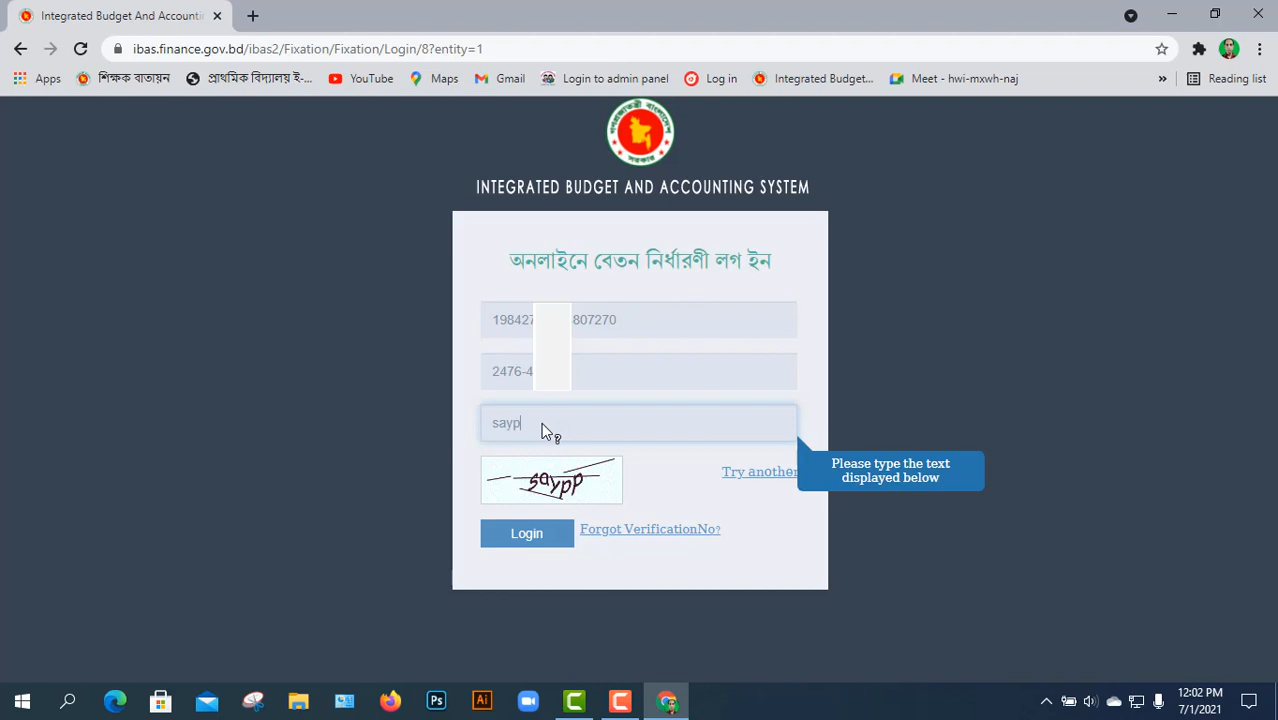 Integrated Budget And Accountin
ibas.finance.gov.bd/ibas2/Fixation/Fixation/Login/8?entity=1
Apps শিক্ষক বাতায়ন প্রাথমিক বিদ্যালয় ই-... YouTube Maps Gmail Login to admin panel Log in Integrated Budget... Meet - hwi-mxwh-naj » Reading list
INTEGRATED BUDGET AND ACCOUNTING SYSTEM
অনলাইনে বেতন নির্ধারণী লগ ইন
198427 807270
2476-4
sayp
Please type the text
displayed below
saypp
Try another
Login Forgot VerificationNo?
12:02 PM
7/1/2021